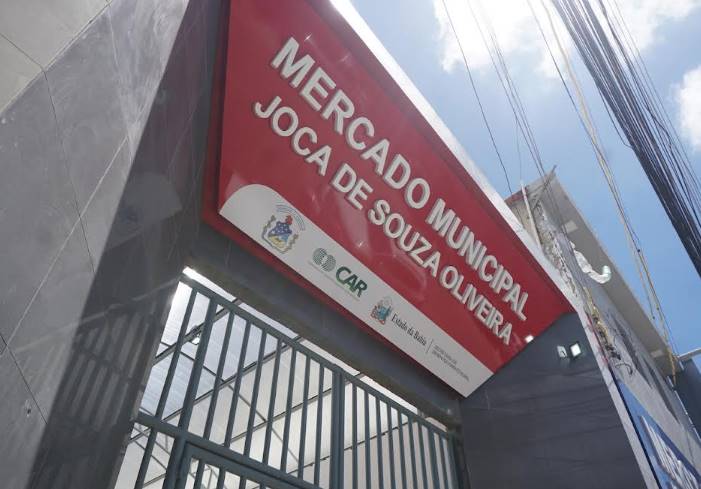 MERCADO MUNICIPAL
JOCA DE SOUZA OLIVEIRA
CAR
Estado da Bahia